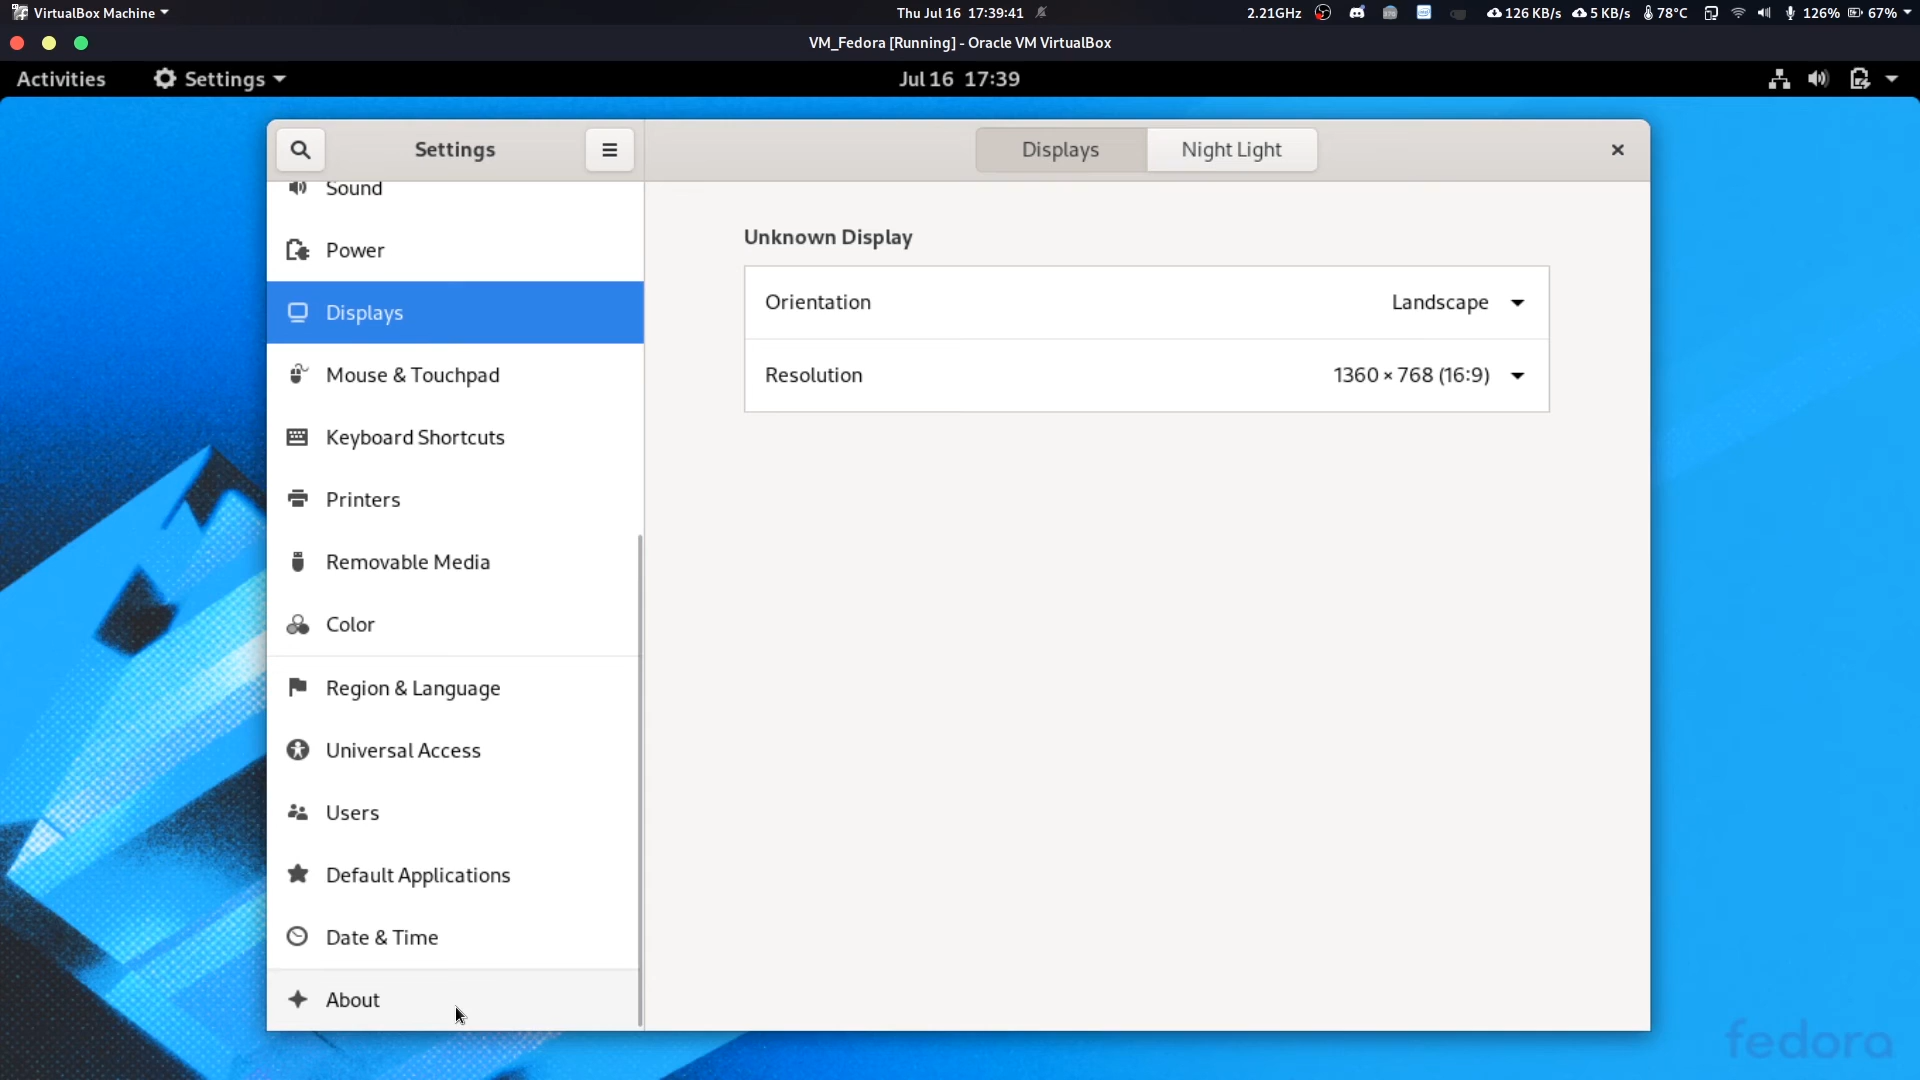 VirtualBox Machine
Thu Jul 16 17:39:41
2.21GHz
126 KB/s
5 KB/s
78°C
126%
67%
VM_Fedora [Running] - Oracle VM VirtualBox
Activities
Settings
Jul 16 17:39
Settings
Displays
Night Light
Sound
Power
Displays
Mouse & Touchpad
Keyboard Shortcuts
Printers
Removable Media
Color
Region & Language
Universal Access
Users
Default Applications
Date & Time
About
Unknown Display
Orientation
Landscape
Resolution
1360 × 768 (16:9)
fedora